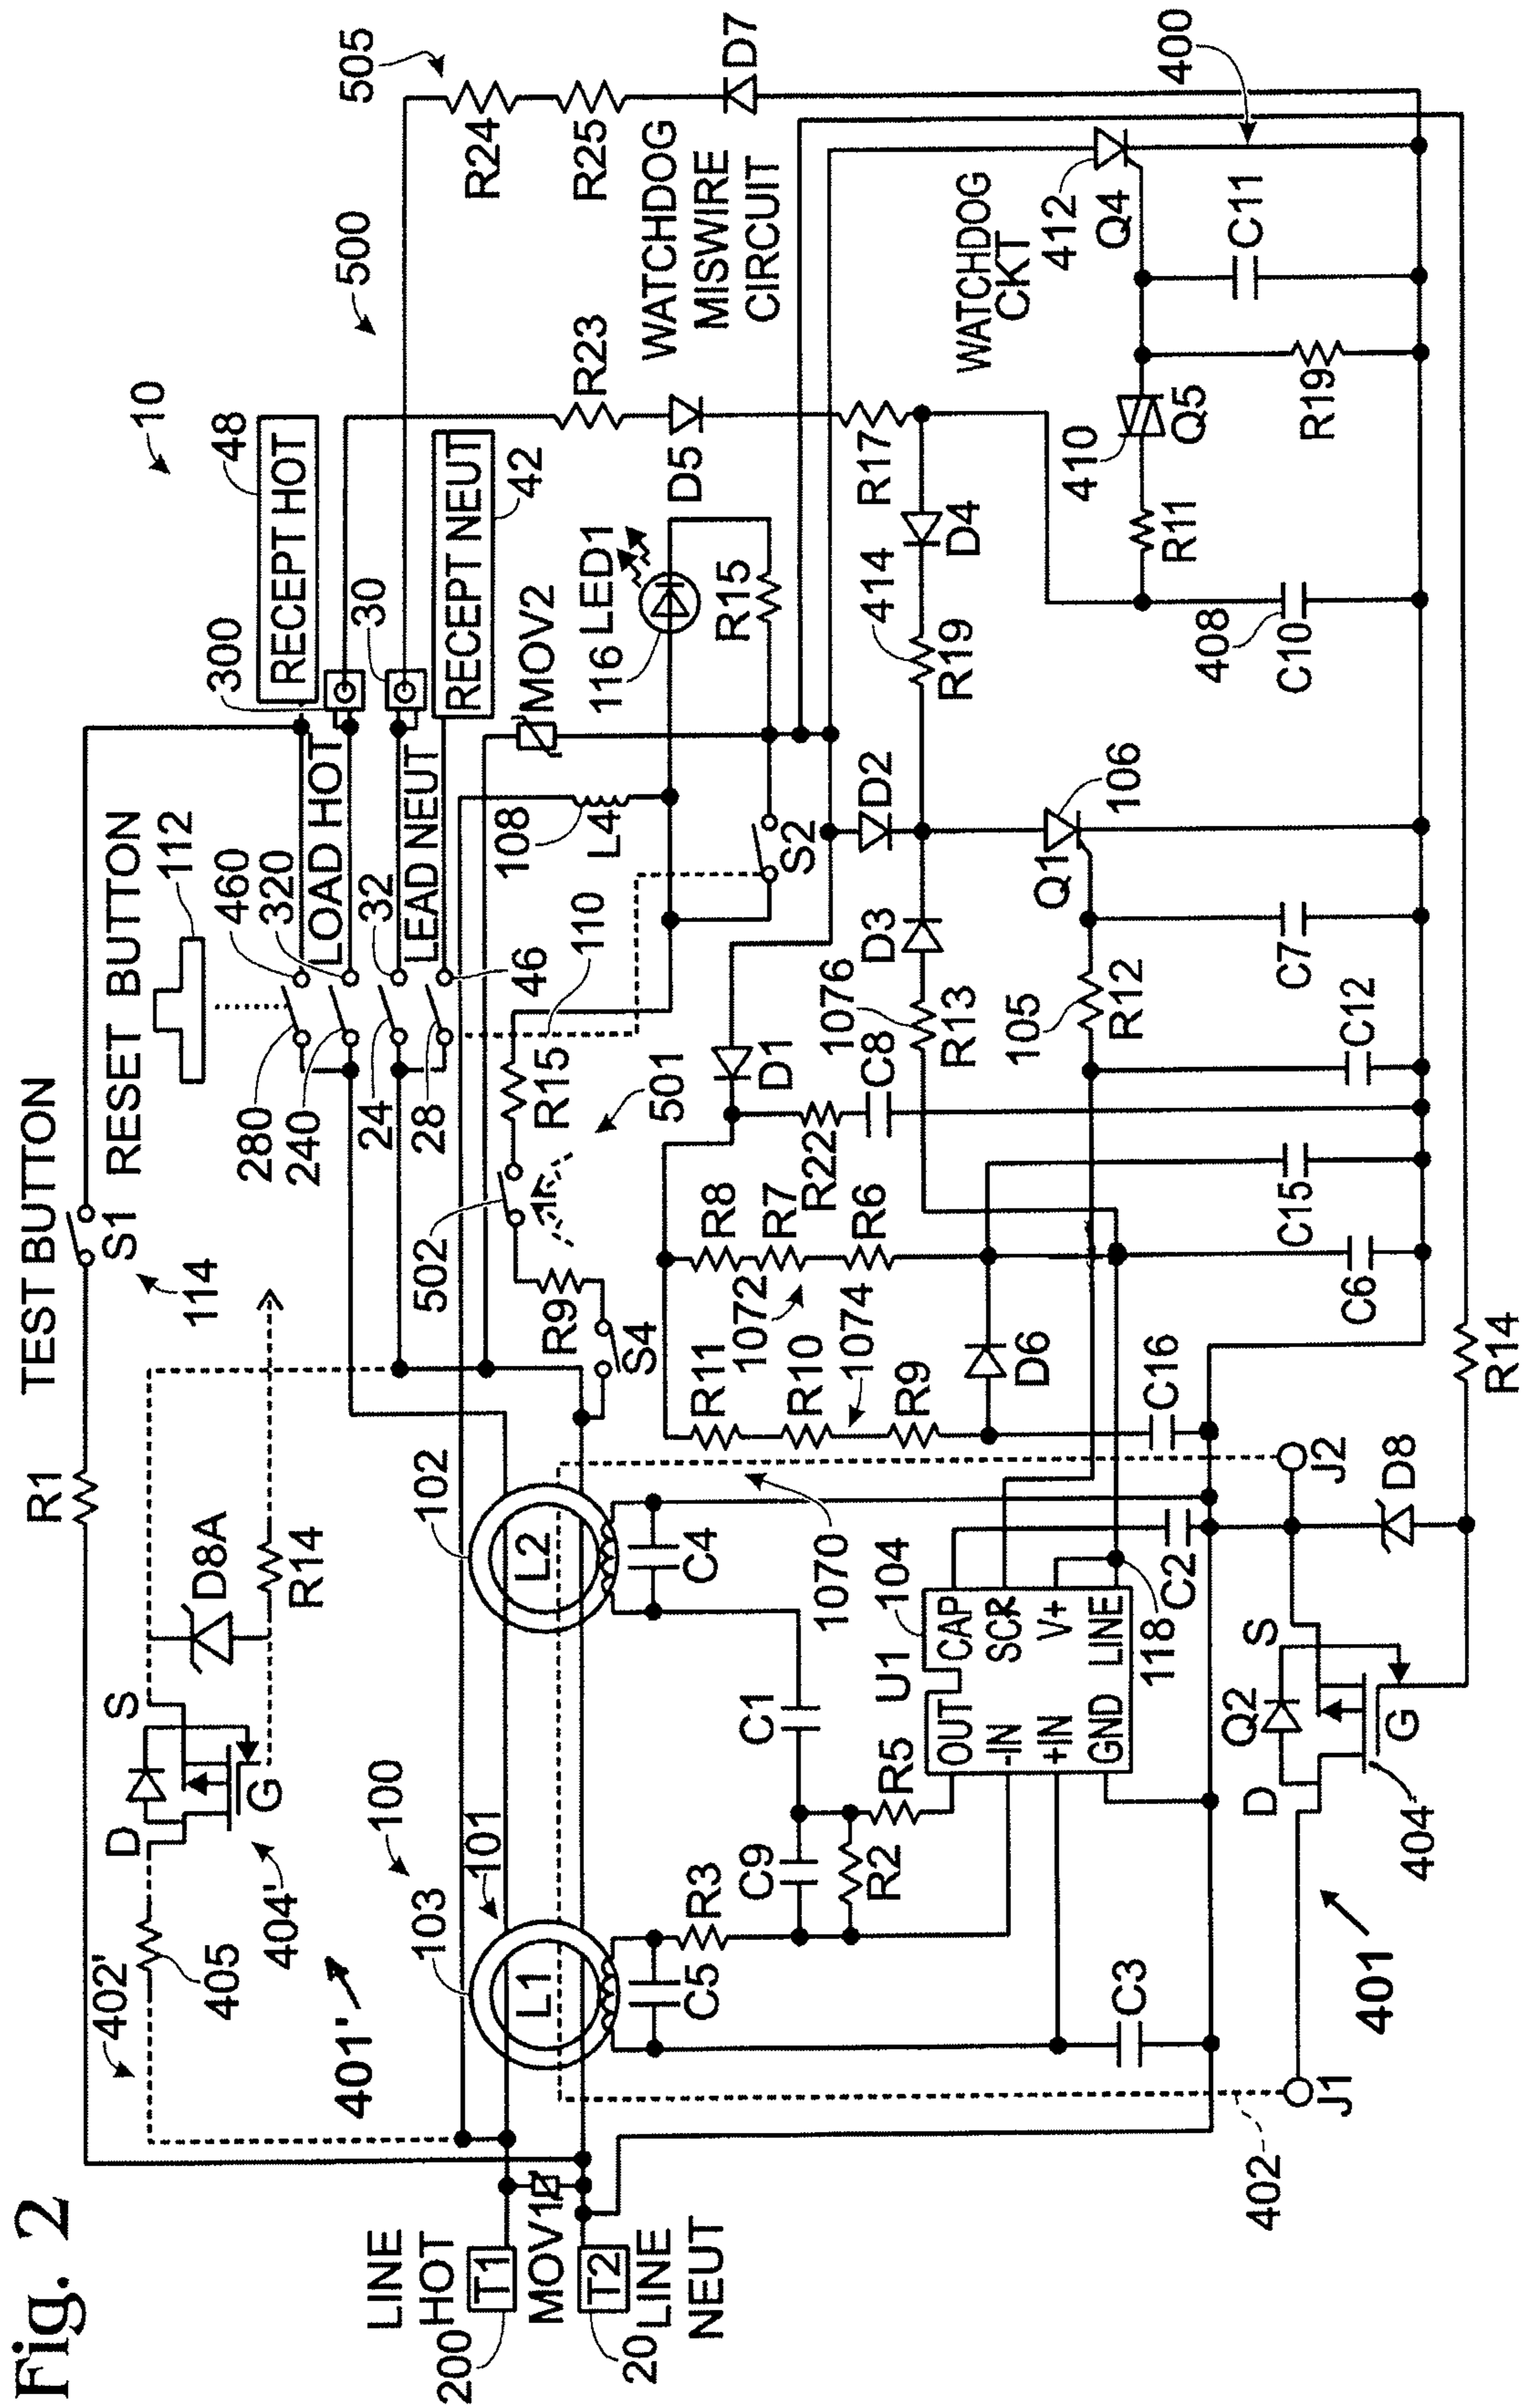 Fig. 2
TEST BUTTON
R1
S1
114
RESET BUTTON
112
10
505
500
400
D8A
R14
D
S
G
402'
405
404'
401'
280
240
24
28
460
320
32
46
LOAD HOT
LEAD NEUT
300
30
48
RECEPT HOT
RECEPT NEUT
42
R24
R25
D7
R23
D5
WATCHDOG
MISWIRE
CIRCUIT
LINE
HOT
200
T1
MOV1
T2
20
LINE
NEUT
100
101
103
L1
102
L2
502
R15
501
R9
S4
110
108
L4
MOV2
116
LED1
R15
S2
C5
R3
C4
C9
C1
R2
R5
1070
R11
R10
1074
R9
R8
1072
R7
R6
R22
C8
D1
1076
R13
D3
D2
R19
414
D4
R17
WATCHDOG
CKT
412
Q4
Q1
106
105
R12
D6
C16
C15
C6
C12
C7
408
C10
R11
410
Q5
R19
C11
U1
104
OUT
-IN
+IN
GND
CAP
SCR
V+
LINE
118
C2
C3
J1
J2
402
401
D
Q2
S
G
404
D8
R14